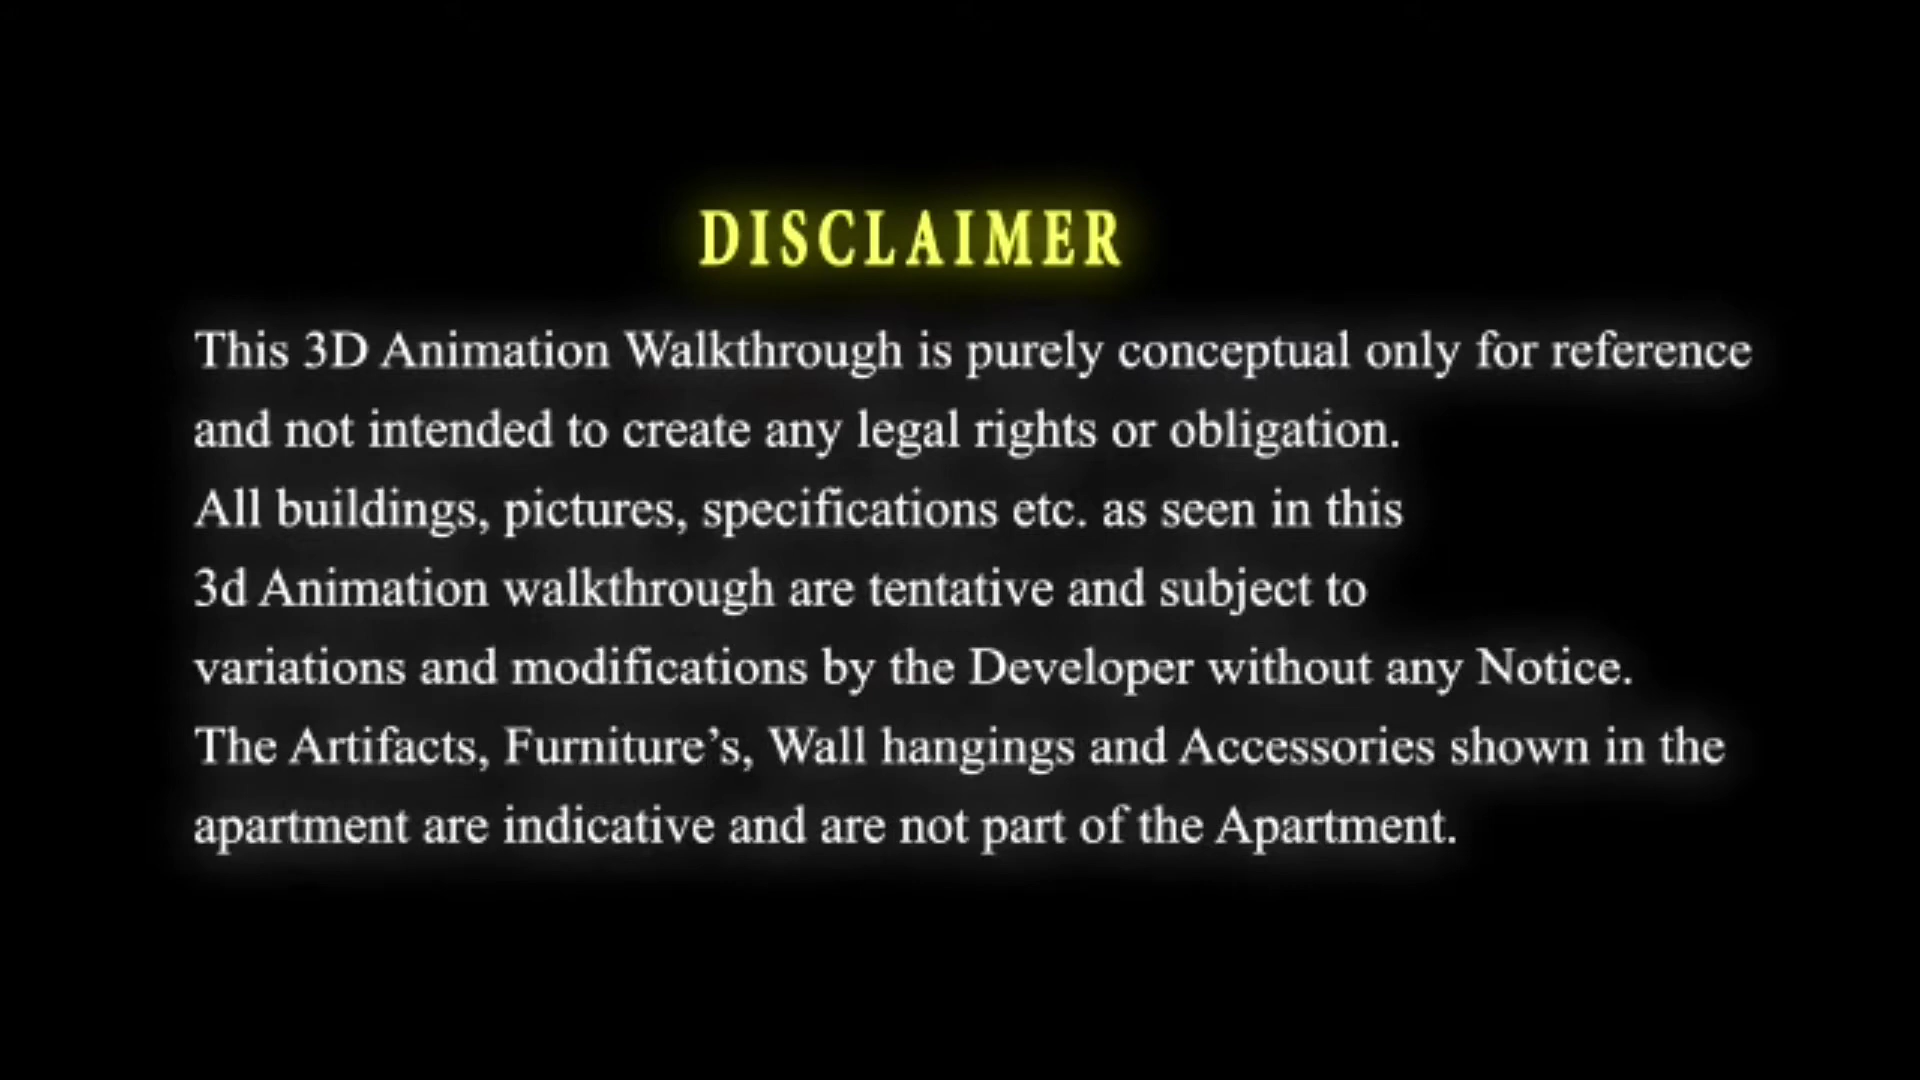 DISCLAIMER
This 3D Animation Walkthrough is purely conceptual only for reference
and not intended to create any legal rights or obligation.
All buildings, pictures, specifications etc. as seen in this
3d Animation walkthrough are tentative and subject to
variations and modifications by the Developer without any Notice.
The Artifacts, Furniture’s, Wall hangings and Accessories shown in the
apartment are indicative and are not part of the Apartment.